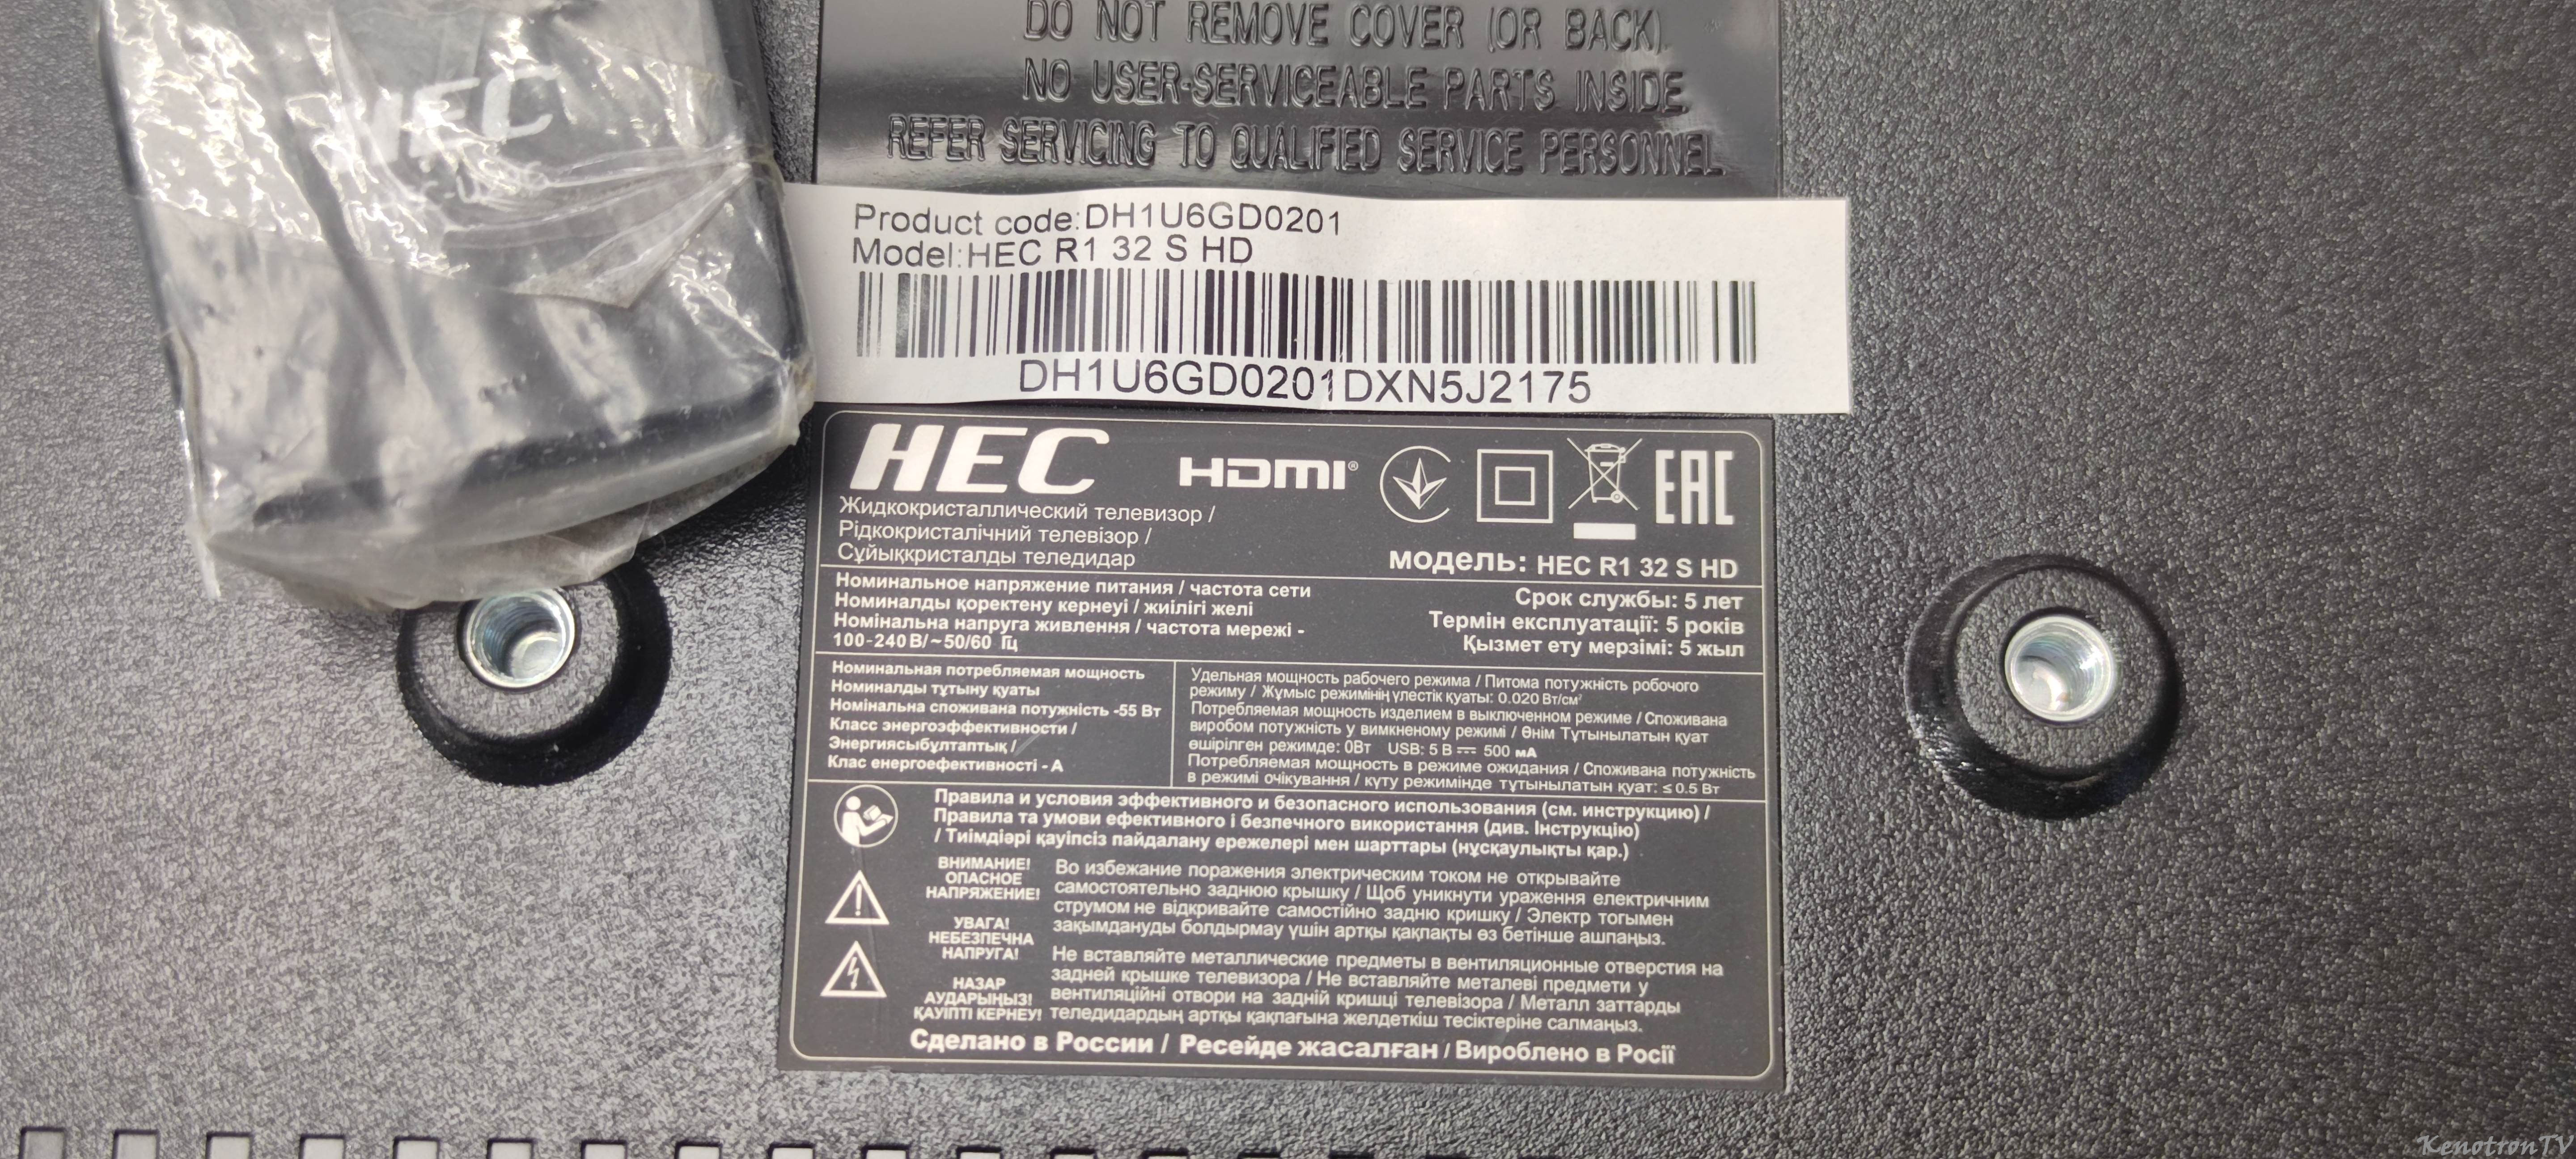 HEC
DO NOT REMOVE COVER (OR BACK).
NO USER-SERVICEABLE PARTS INSIDE
REFER SERVICING TO QUALIFIED SERVICE PERSONNEL
Product code:DH1U6GD0201
Model:HEC R1 32 S HD
DH1U6GD0201DXN5J2175
HEC HDMI® EAC
Жидкокристаллический телевизор /
Рідкокристалічний телевізор /
Сұйыққристалды теледидар
модель: HEC R1 32 S HD
Номинальное напряжение питания / частота сети
Номиналды қоректену кернеуі / жиілігі желі
Номінальна напруга живлення / частота мережі -
100-240 В/ ~ 50/60 Гц
Срок службы: 5 лет
Термін експлуатації: 5 років
Қызмет ету мерзімі: 5 жыл
Номинальная потребляемая мощность
Номиналды тұтыну қуаты
Номінальна споживана потужність -55 Вт
Класс энергоэффективности /
Энергиясыбұлтаптық /
Клас енергоефективності - А
Удельная мощность рабочего режима / Питома потужність робочого
режиму / Жұмыс режимінің үлестік қуаты: 0.020 Вт/см²
Потребляемая мощность изделием в выключенном режиме / Споживана
виробом потужність у вимкненому режимі / Өнім Тұтынылатын қуат
өшірілген режимде: 0Вт USB: 5 В ⎓ 500 мА
Потребляемая мощность в режиме ожидания / Споживана потужність
в режимі очікування / күту режимінде тұтынылатын қуат: ≤ 0.5 Вт
Правила и условия эффективного и безопасного использования (см. инструкцию) /
Правила та умови ефективного і безпечного використання (див. Інструкцію)
/ Тиімдіәрі қауіпсіз пайдалану ережелері мен шарттары (нұсқаулықты қар.)
ВНИМАНИЕ!
ОПАСНОЕ
НАПРЯЖЕНИЕ!
УВАГА!
НЕБЕЗПЕЧНА
НАПРУГА!
НАЗАР
АУДАРЫҢЫЗ!
ҚАУІПТІ КЕРНЕУ!
Во избежание поражения электрическим током не открывайте
самостоятельно заднюю крышку / Щоб уникнути ураження електричним
струмом не відкривайте самостійно задню кришку / Электр тогымен
зақымдануды болдырмау үшін артқы қақпақты өз бетінше ашпаңыз.
Не вставляйте металлические предметы в вентиляционные отверстия на
задней крышке телевизора / Не вставляйте металеві предмети у
вентиляційні отвори на задній кришці телевізора / Металл заттарды
теледидардың артқы қақпағына желдеткіш тесіктеріне салмаңыз.
Сделано в России / Ресейде жасалған / Вироблено в Росії
KenotronTV